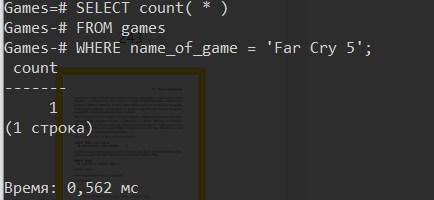 Games=# SELECT count( * )
Games-# FROM games
Games-# WHERE name_of_game = 'Far Cry 5';
count
-------
1
(1 строка)
Время: 0,562 мс